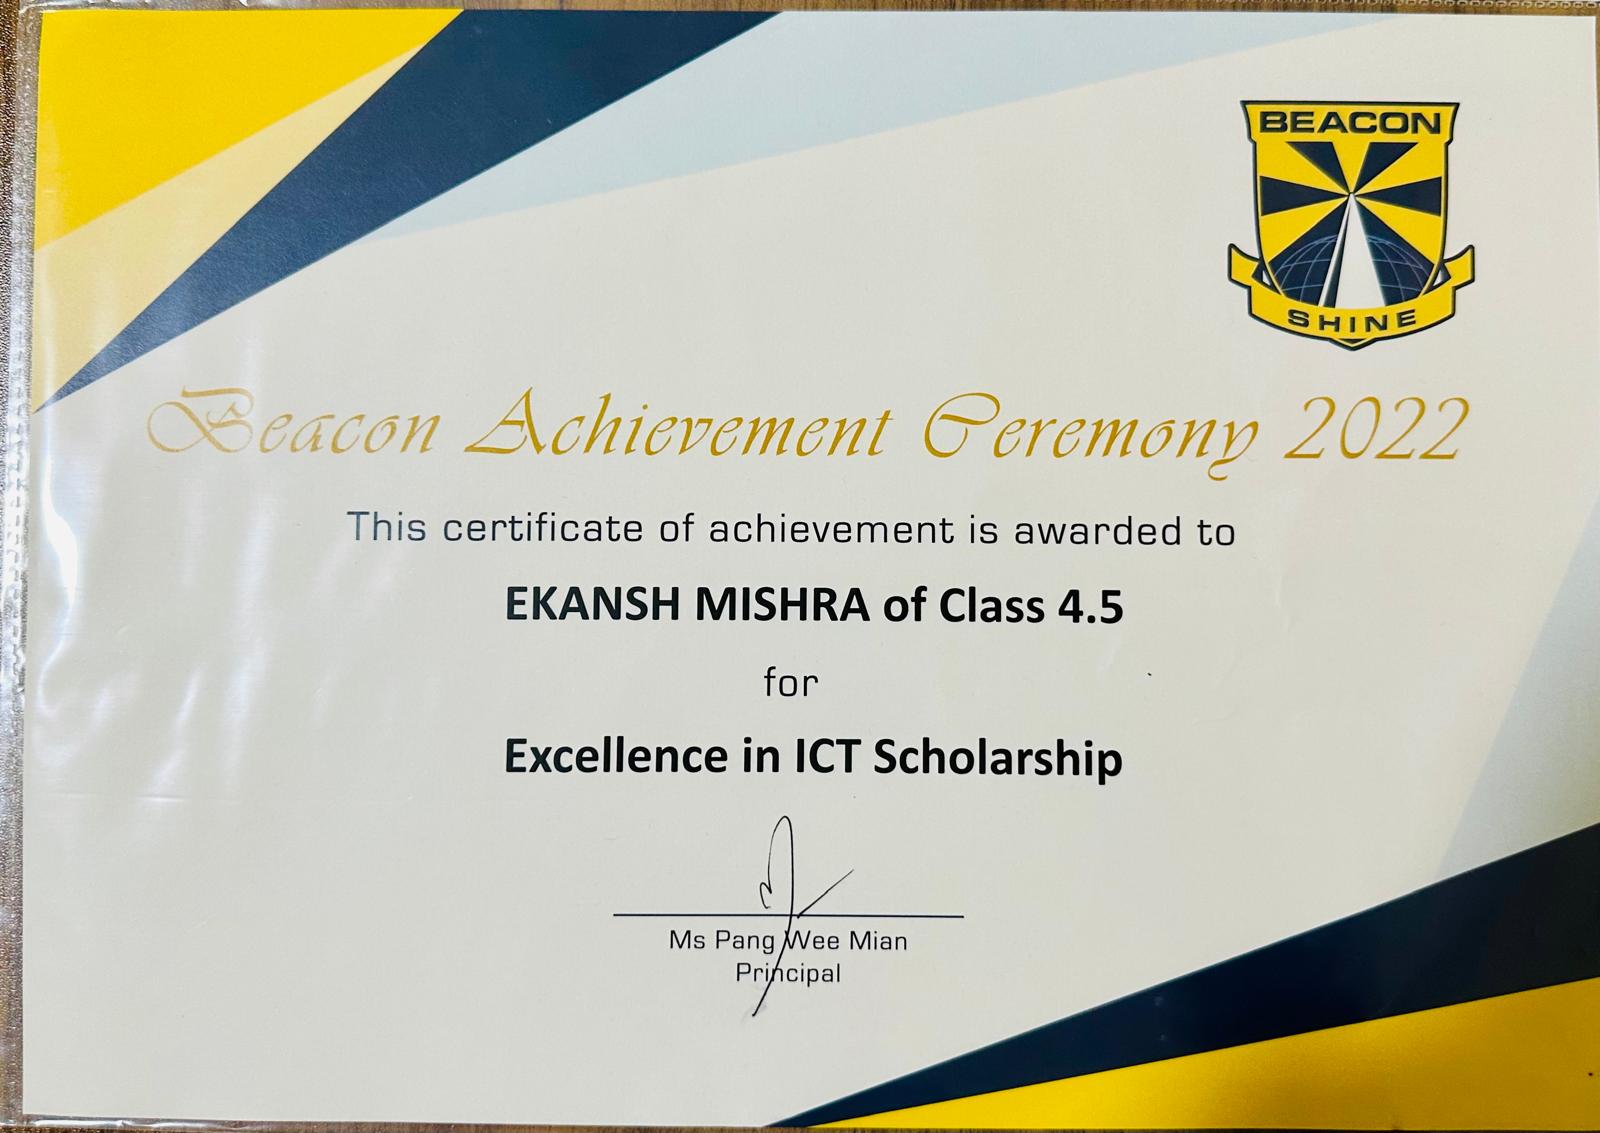 BEACON
SHINE
Beacon Achievement Ceremony 2022
This certificate of achievement is awarded to
EKANSH MISHRA of Class 4.5
for
Excellence in ICT Scholarship
Ms Pang Wee Mian
Principal